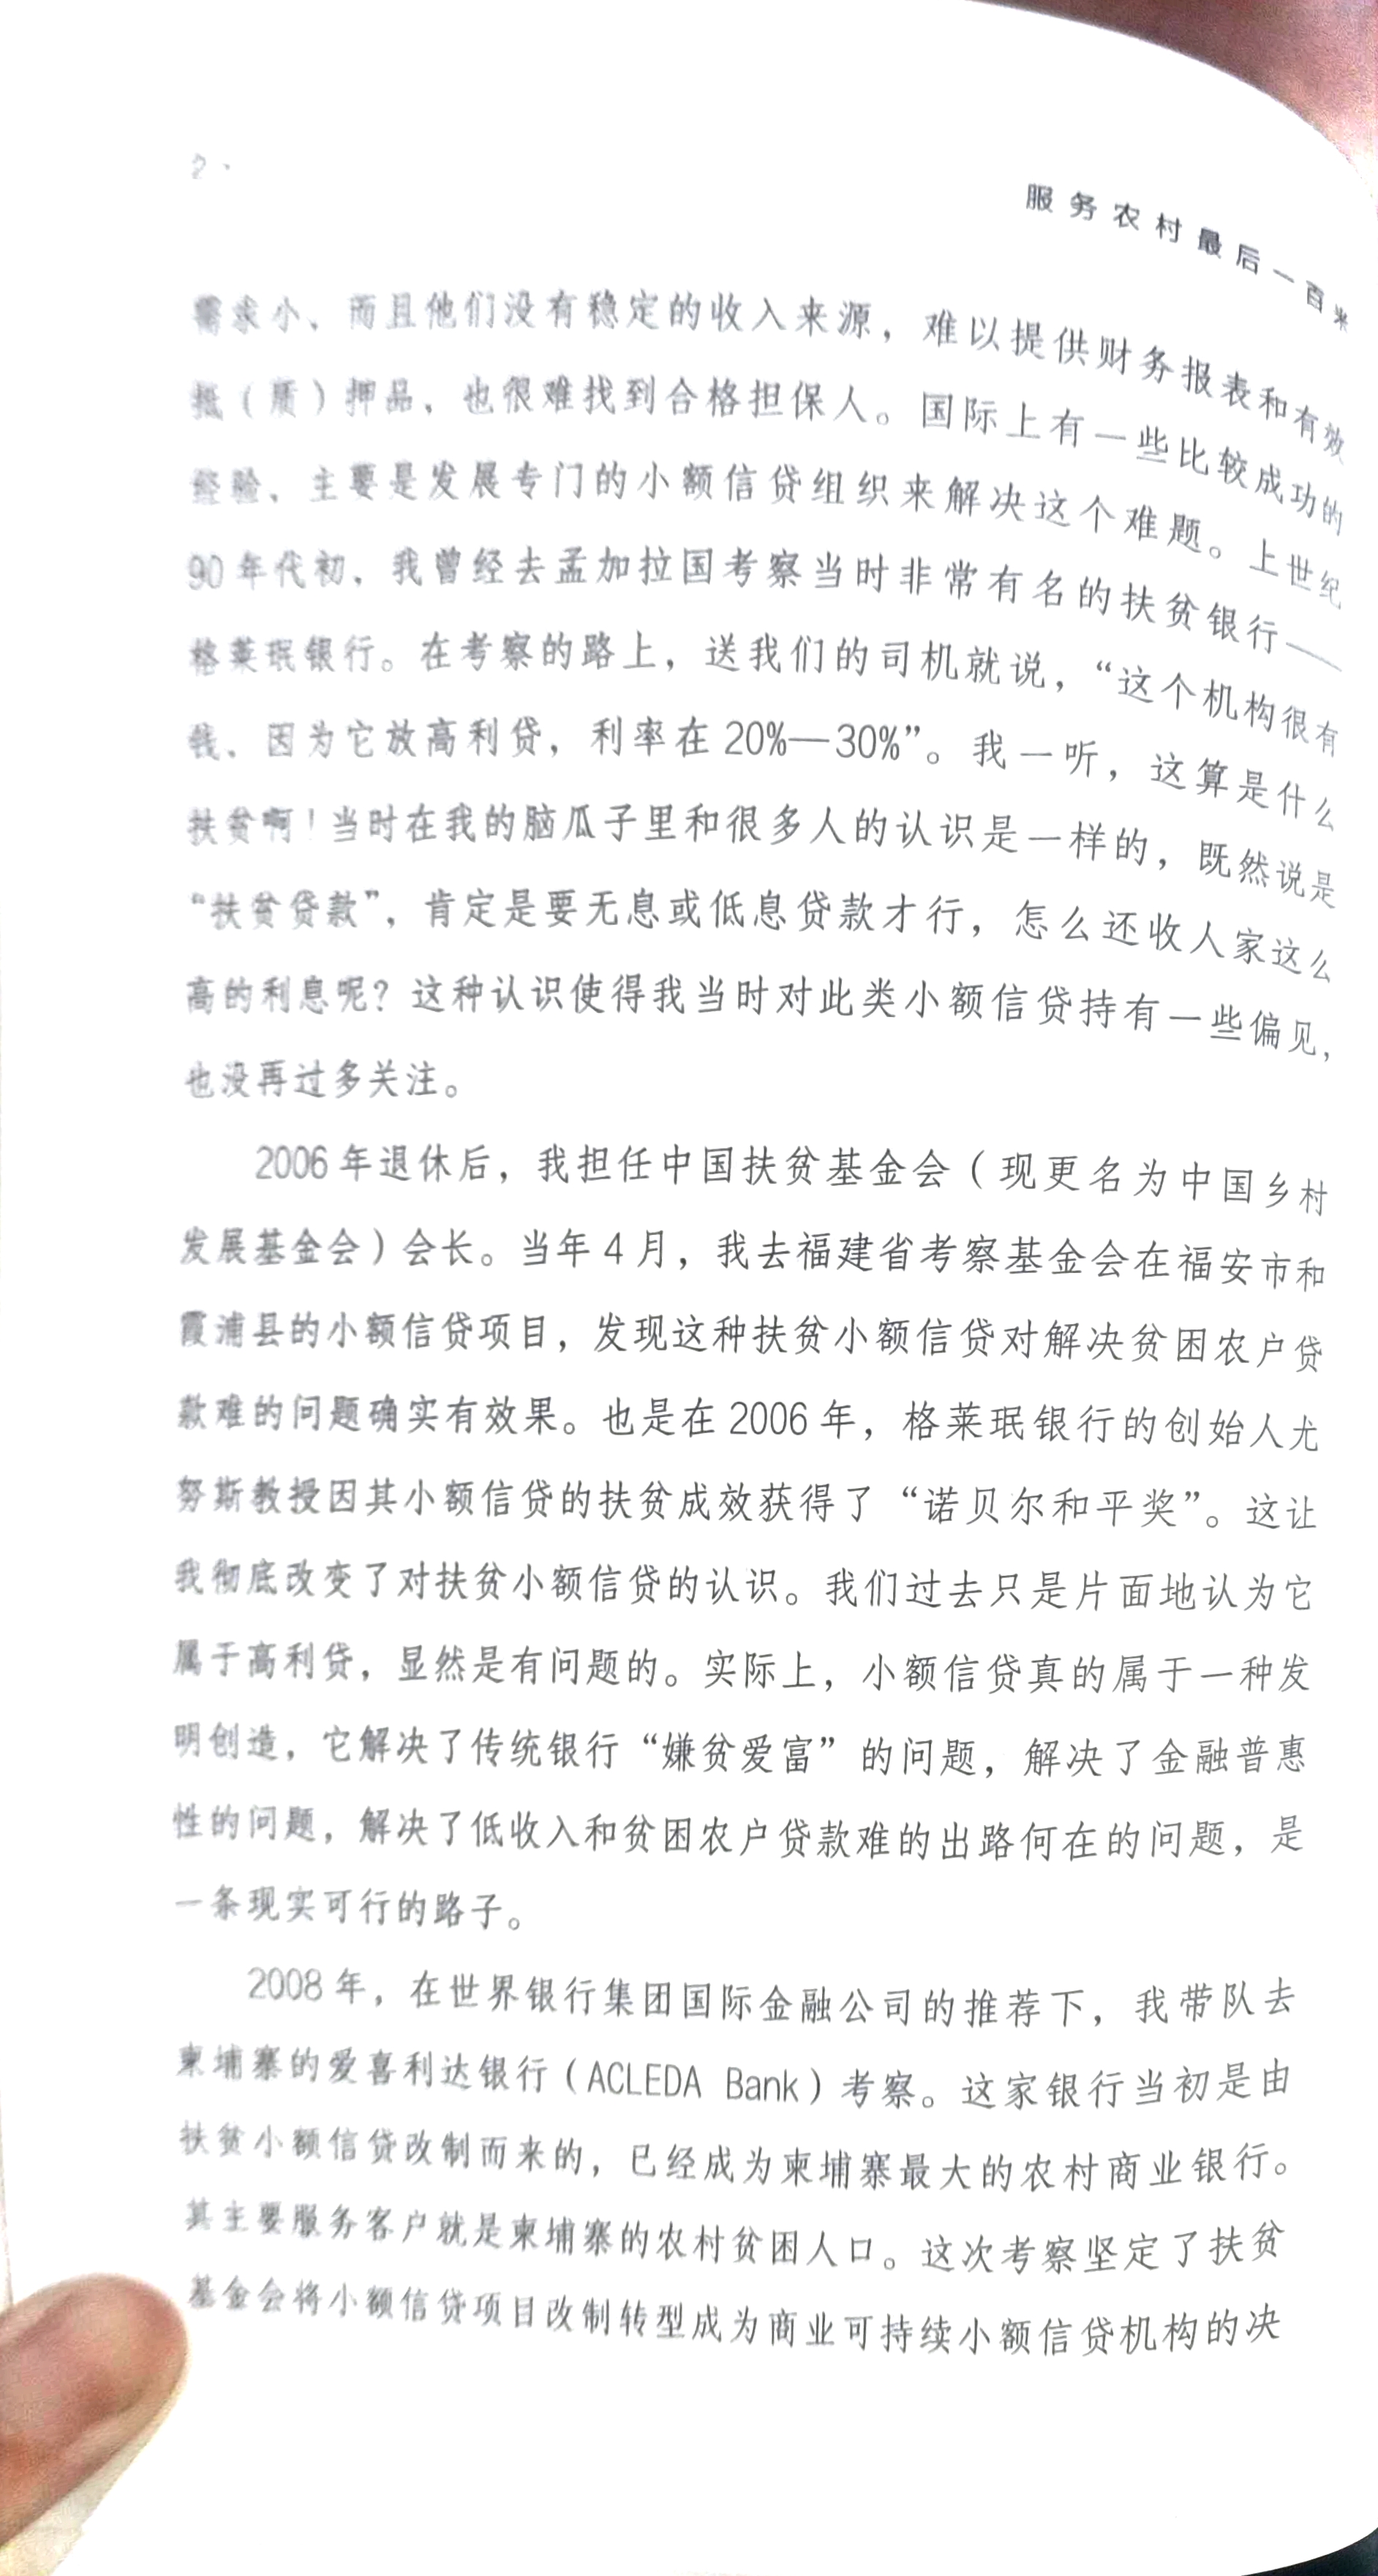 2 ·
服务农村最后一百米
需求小、而且他们没有稳定的收入来源，难以提供财务报表和有效
抵（质）押品，也很难找到合格担保人。国际上有一些比较成功的
经验，主要是发展专门的小额信贷组织来解决这个难题。上世纪
90年代初，我曾经去孟加拉国考察当时非常有名的扶贫银行——
格莱珉银行。在考察的路上，送我们的司机就说，“这个机构很有
钱，因为它放高利贷，利率在20%—30%”。我一听，这算是什么
扶贫啊！当时在我的脑瓜子里和很多人的认识是一样的，既然说是
“扶贫贷款”，肯定是要无息或低息贷款才行，怎么还收人家这么
高的利息呢？这种认识使得我当时对此类小额信贷持有一些偏见，
也没再过多关注。
2006年退休后，我担任中国扶贫基金会（现更名为中国乡村
发展基金会）会长。当年4月，我去福建省考察基金会在福安市和
霞浦县的小额信贷项目，发现这种扶贫小额信贷对解决贫困农户贷
款难的问题确实有效果。也是在2006年，格莱珉银行的创始人尤
努斯教授因其小额信贷的扶贫成效获得了“诺贝尔和平奖”。这让
我彻底改变了对扶贫小额信贷的认识。我们过去只是片面地认为它
属于高利贷，显然是有问题的。实际上，小额信贷真的属于一种发
明创造，它解决了传统银行“嫌贫爱富”的问题，解决了金融普惠
性的问题，解决了低收入和贫困农户贷款难的出路何在的问题，是
一条现实可行的路子。
2008年，在世界银行集团国际金融公司的推荐下，我带队去
柬埔寨的爱喜利达银行（ACLEDA Bank）考察。这家银行当初是由
扶贫小额信贷改制而来的，已经成为柬埔寨最大的农村商业银行。
其主要服务客户就是柬埔寨的农村贫困人口。这次考察坚定了扶贫
基金会将小额信贷项目改制转型成为商业可持续小额信贷机构的决